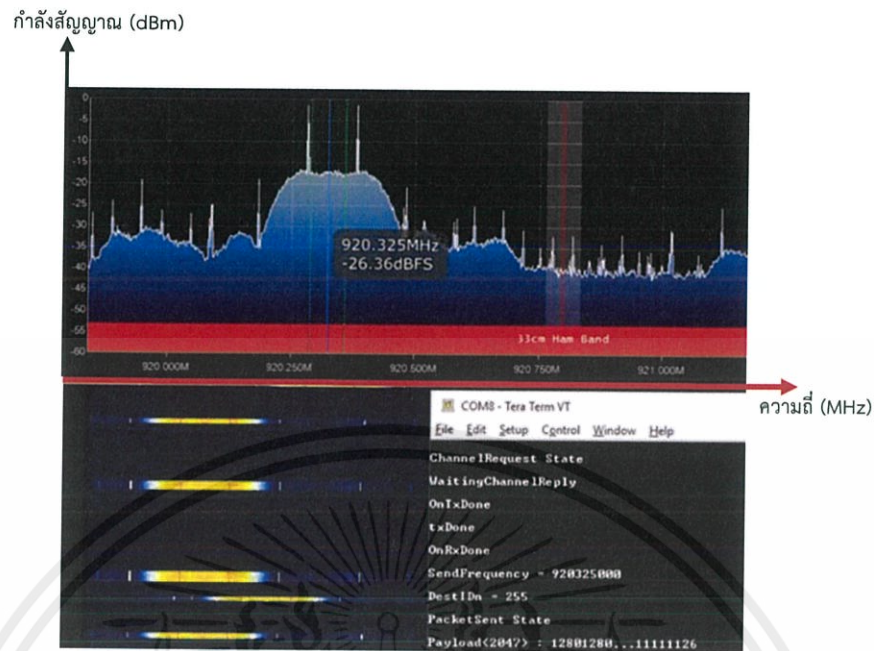 กำลังสัญญาณ (dBm)
0
-5
-10
-15
-20
-25
-30
-35
-40
-45
-50
-55
-60
920.325MHz
-26.36dBFS
33cm Ham Band
920.000M 920.250M 920.500M 920.750M 921.000M
ความถี่ (MHz)
COM8 - Tera Term VT
File Edit Setup Control Window Help
ChannelRequest State
WaitingChannelReply
OnTxDone
txDone
OnRxDone
SendFrequency = 920325000
DestIDn = 255
PacketSent State
Payload<2047> : 12801280...11111126